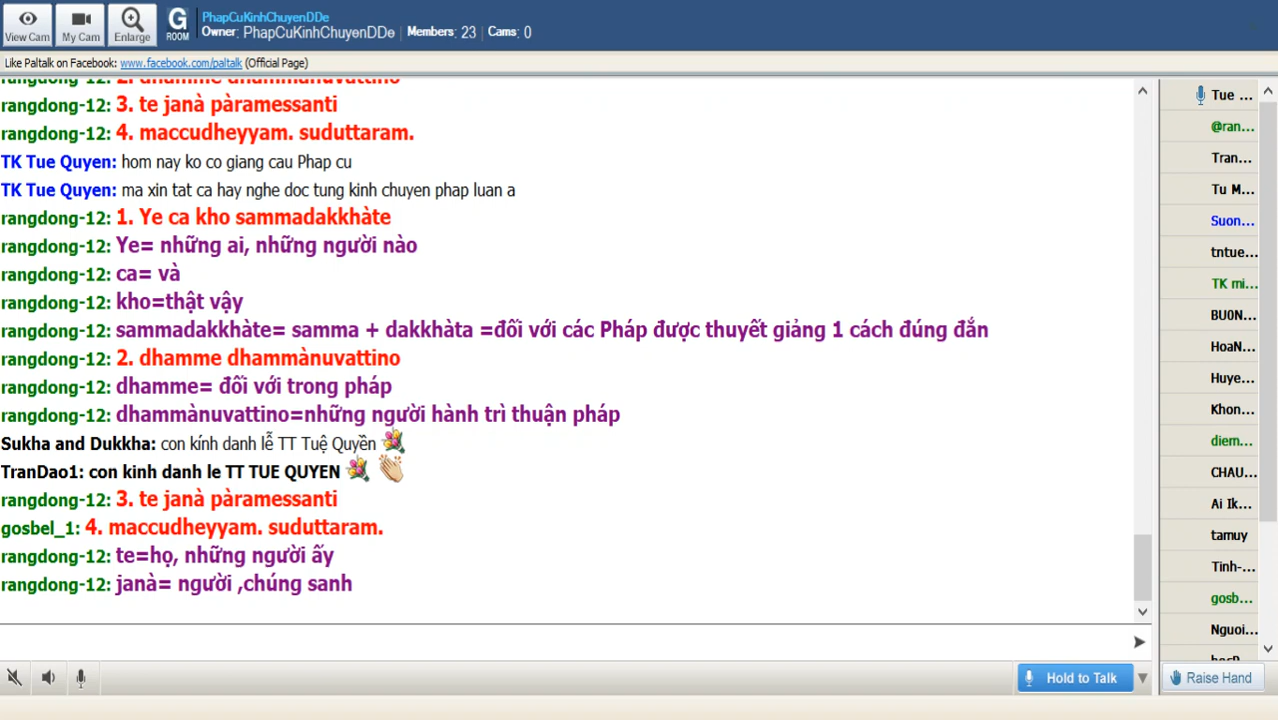 View Cam
My Cam
Enlarge
G
ROOM
PhapCuKinhChuyenDDe
Owner: PhapCuKinhChuyenDDe Members: 23 Cams: 0
Like Paltalk on Facebook: www.facebook.com/paltalk (Official Page)
rangdong-12: 2. dhamme dhammànuvattino
rangdong-12: 3. te janà pàramessanti
rangdong-12: 4. maccudheyyam. suduttaram.
TK Tue Quyen: hom nay ko co giang cau Phap cu
TK Tue Quyen: ma xin tat ca hay nghe doc tung kinh chuyen phap luan a
rangdong-12: 1. Ye ca kho sammadakkhàte
rangdong-12: Ye= những ai, những người nào
rangdong-12: ca= và
rangdong-12: kho=thật vậy
rangdong-12: sammadakkhàte= samma + dakkhàta =đối với các Pháp được thuyết giảng 1 cách đúng đắn
rangdong-12: 2. dhamme dhammànuvattino
rangdong-12: dhamme= đối với trong pháp
rangdong-12: dhammànuvattino=những người hành trì thuận pháp
Sukha and Dukkha: con kính danh lễ TT Tuệ Quyền
TranDao1: con kinh danh le TT TUE QUYEN
rangdong-12: 3. te janà pàramessanti
gosbel_1: 4. maccudheyyam. suduttaram.
rangdong-12: te=họ, những người ấy
rangdong-12: janà= người ,chúng sanh
Tue ...
@ran...
Tran...
Tu M...
Suon...
tntue...
TK mi...
BU0N...
HoaN...
Huye...
Khon...
diem...
CHAU...
Ai Ik...
tamuy
Tinh-...
gosb...
Nguoi...
Hold to Talk
Raise Hand